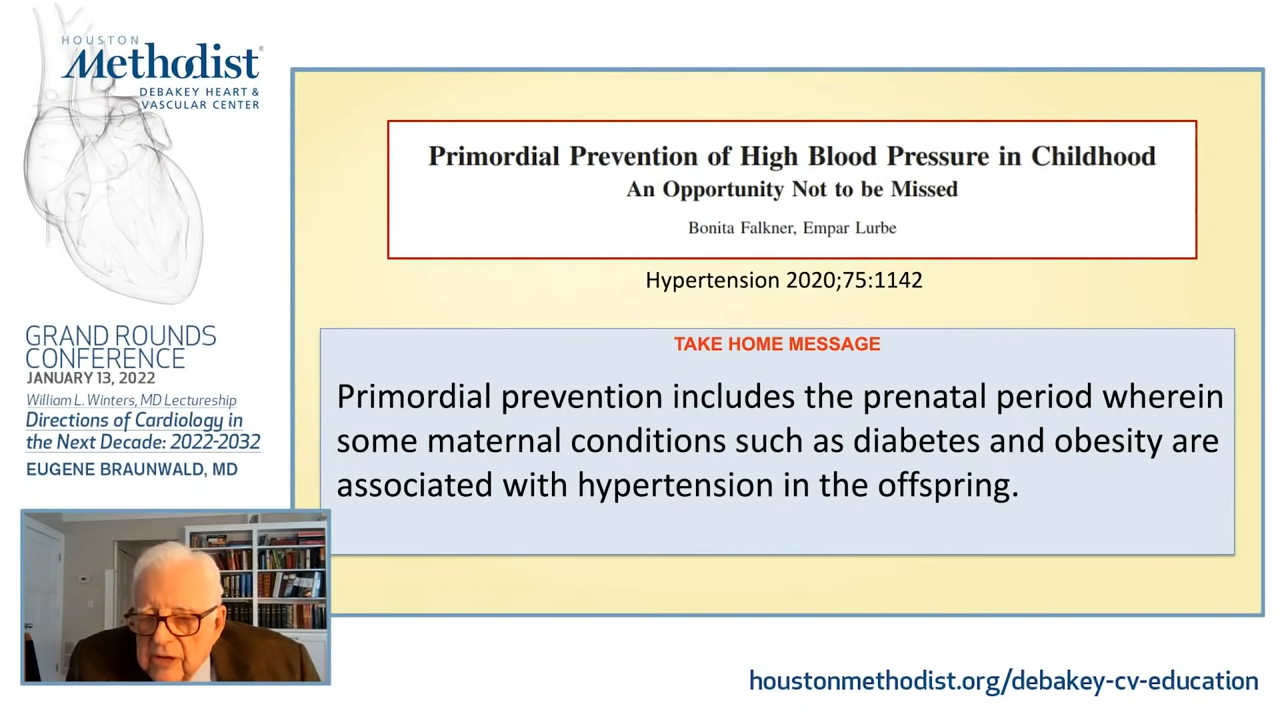 HOUSTON
Methodist®
DEBAKEY HEART &
VASCULAR CENTER
GRAND ROUNDS
CONFERENCE
JANUARY 13, 2022
William L. Winters, MD Lectureship
Directions of Cardiology in
the Next Decade: 2022-2032
EUGENE BRAUNWALD, MD
Primordial Prevention of High Blood Pressure in Childhood
An Opportunity Not to be Missed
Bonita Falkner, Empar Lurbe
Hypertension 2020;75:1142
TAKE HOME MESSAGE
Primordial prevention includes the prenatal period wherein
some maternal conditions such as diabetes and obesity are
associated with hypertension in the offspring.
houstonmethodist.org/debakey-cv-education